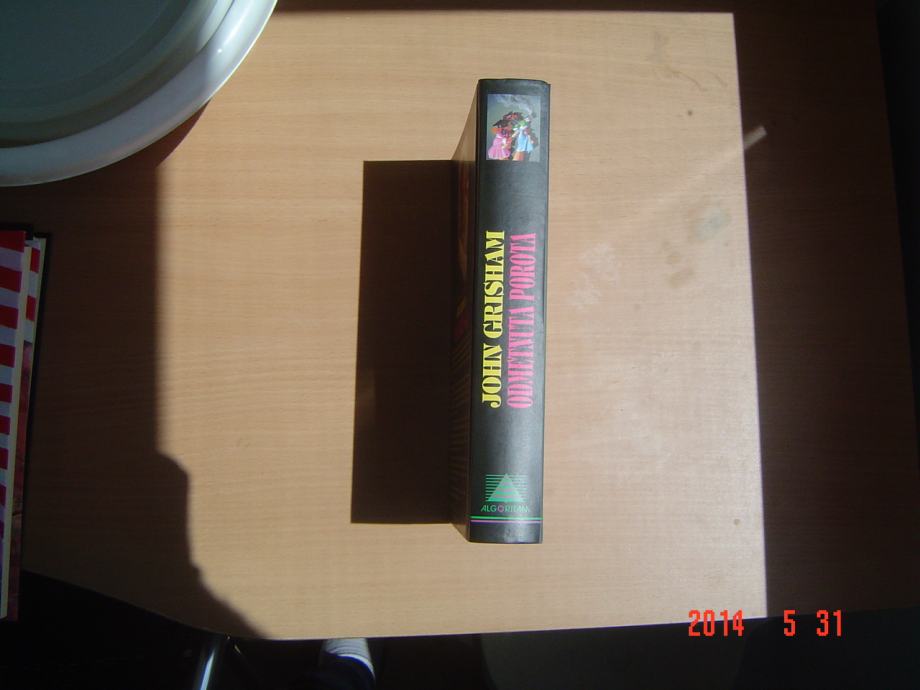 JOHN GRISHAM
ODMETNUTA POROTA
ALGORITAM
2014 5 31